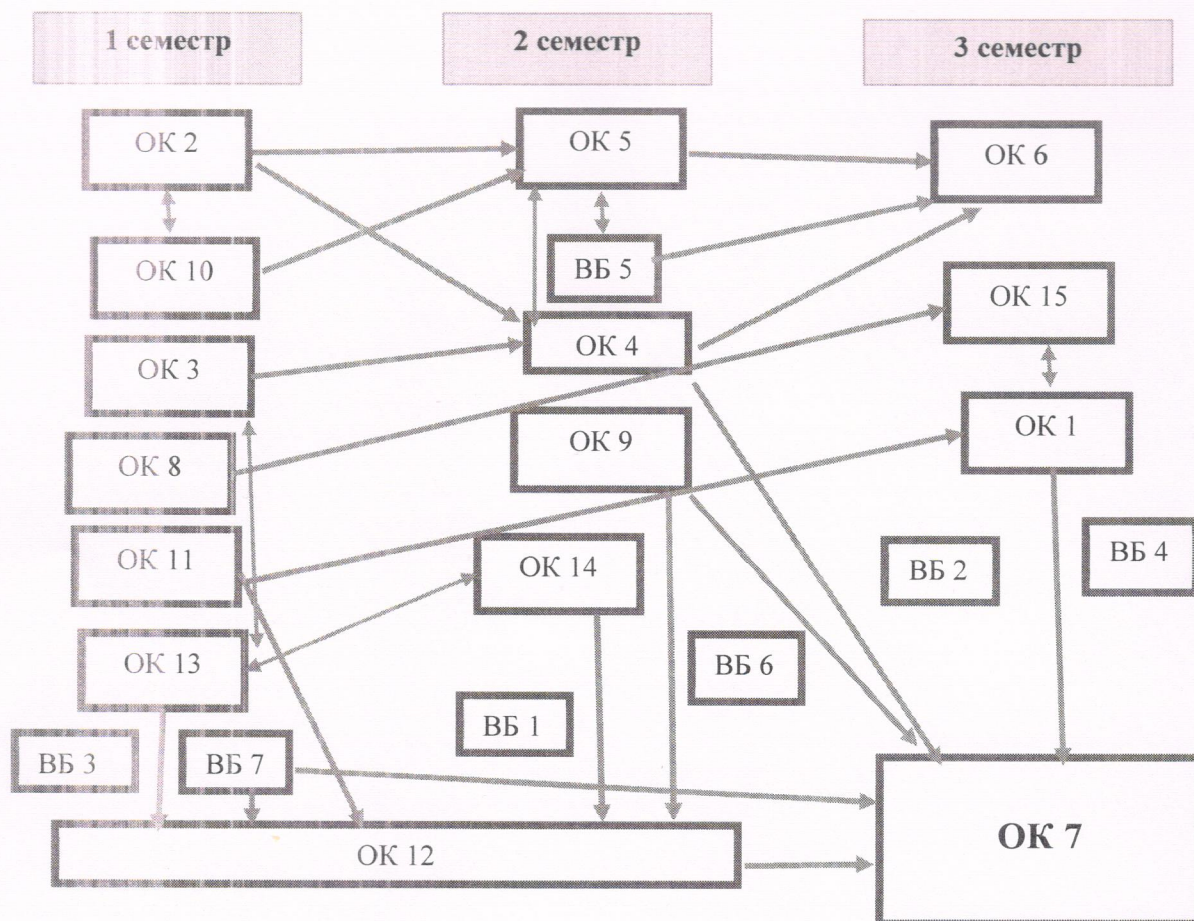 1 семестр
2 семестр
3 семестр
ОК 2
ОК 5
ОК 6
ОК 10
ВБ 5
ОК 15
ОК 3
ОК 4
ОК 8
ОК 9
ОК 1
ОК 11
ОК 14
ВБ 2
ВБ 4
ОК 13
ВБ 6
ВБ 3
ВБ 7
ВБ 1
ОК 12
ОК 7